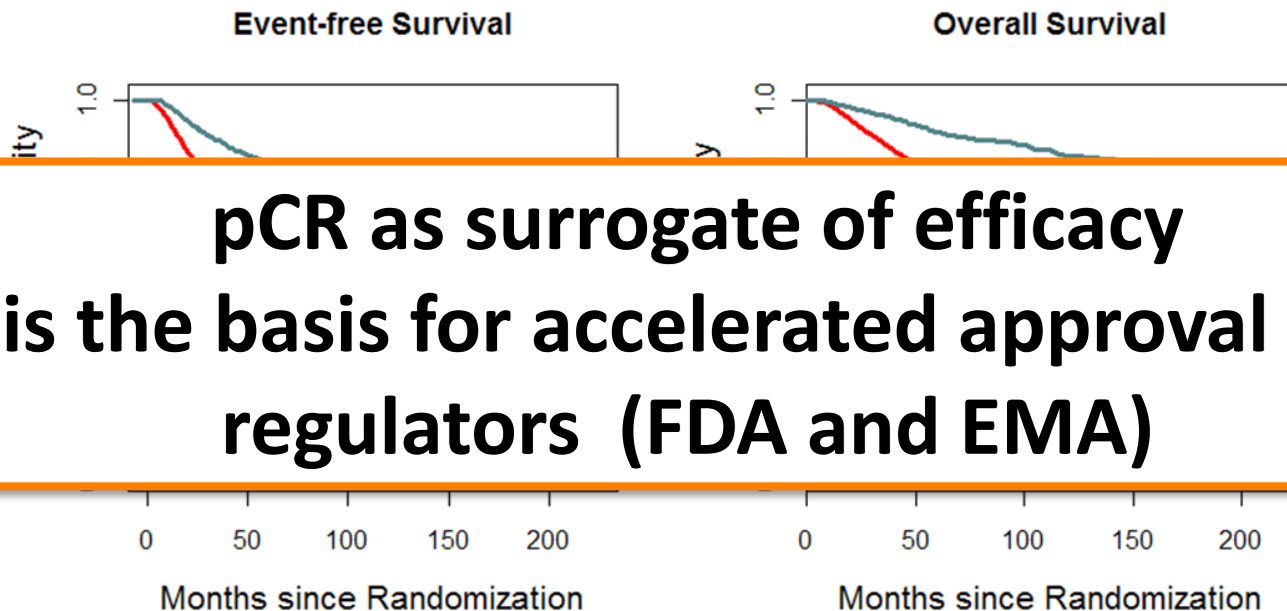 Event-free Survival
Overall Survival
1.0
1.0
ity
y
pCR as surrogate of efficacy
is the basis for accelerated approval
regulators (FDA and EMA)
0 50 100 150 200
0 50 100 150 200
Months since Randomization
Months since Randomization